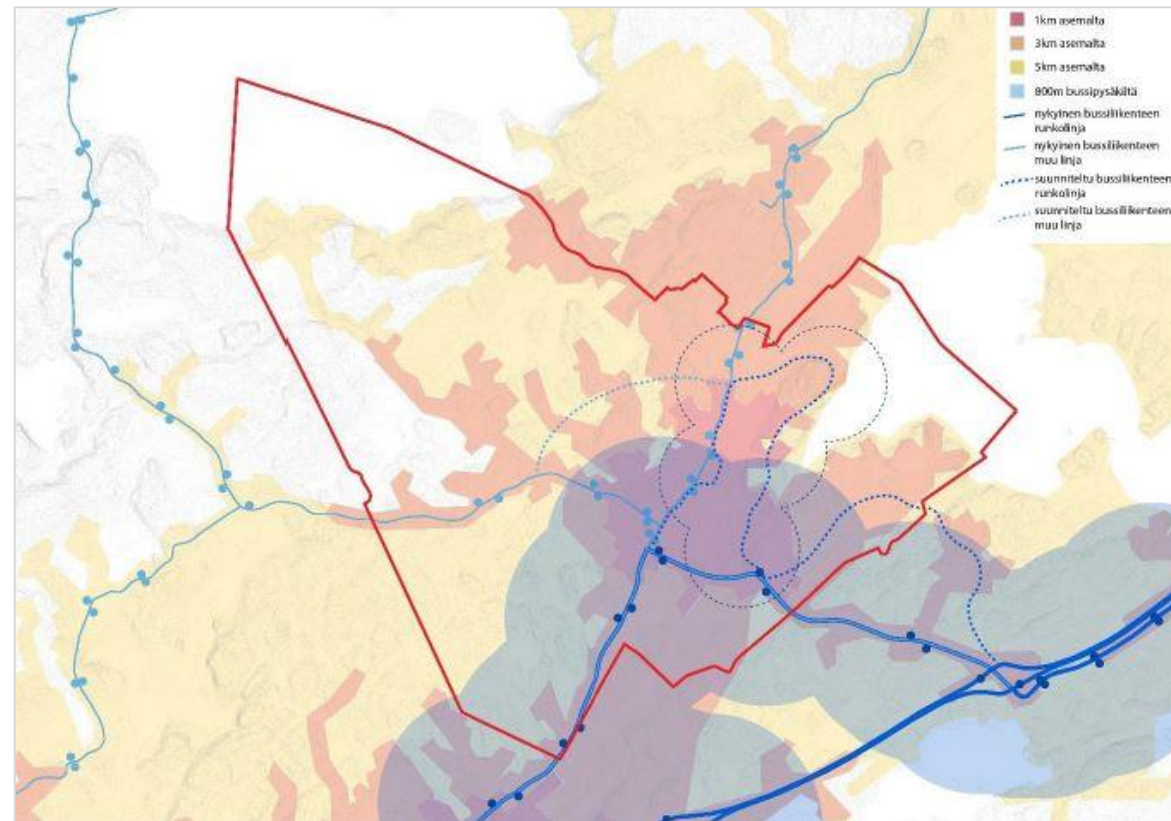 1km asemalta
3km asemalta
5km asemalta
800m bussipysäkiltä
nykyinen bussiliikenteen
runkolinja
nykyinen bussiliikenteen
muu linja
suunniteltu bussiliikenteen
runkolinja
suunniteltu bussiliikenteen
muu linja